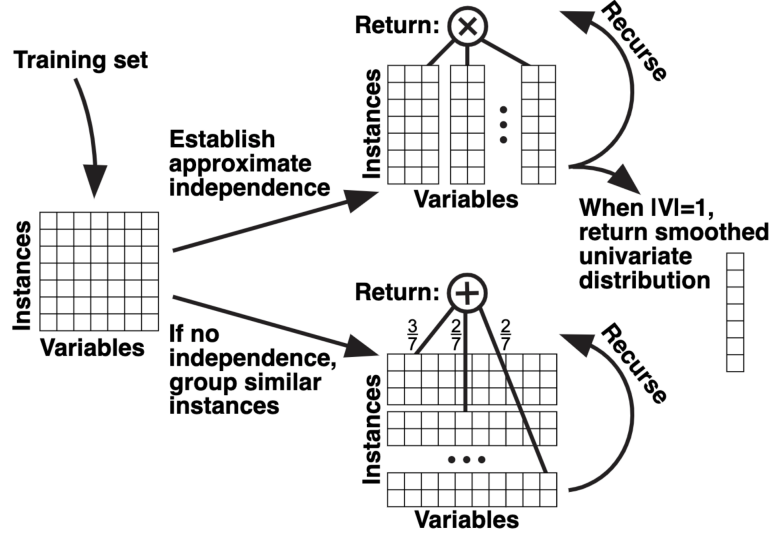 Training set
Instances
Variables
Establish
approximate
independence
If no
independence,
group similar
instances
Return: ×
Instances
Variables
Recurse
When |V|=1,
return smoothed
univariate
distribution
Return: +
3/7 2/7 2/7
Instances
Variables
Recurse